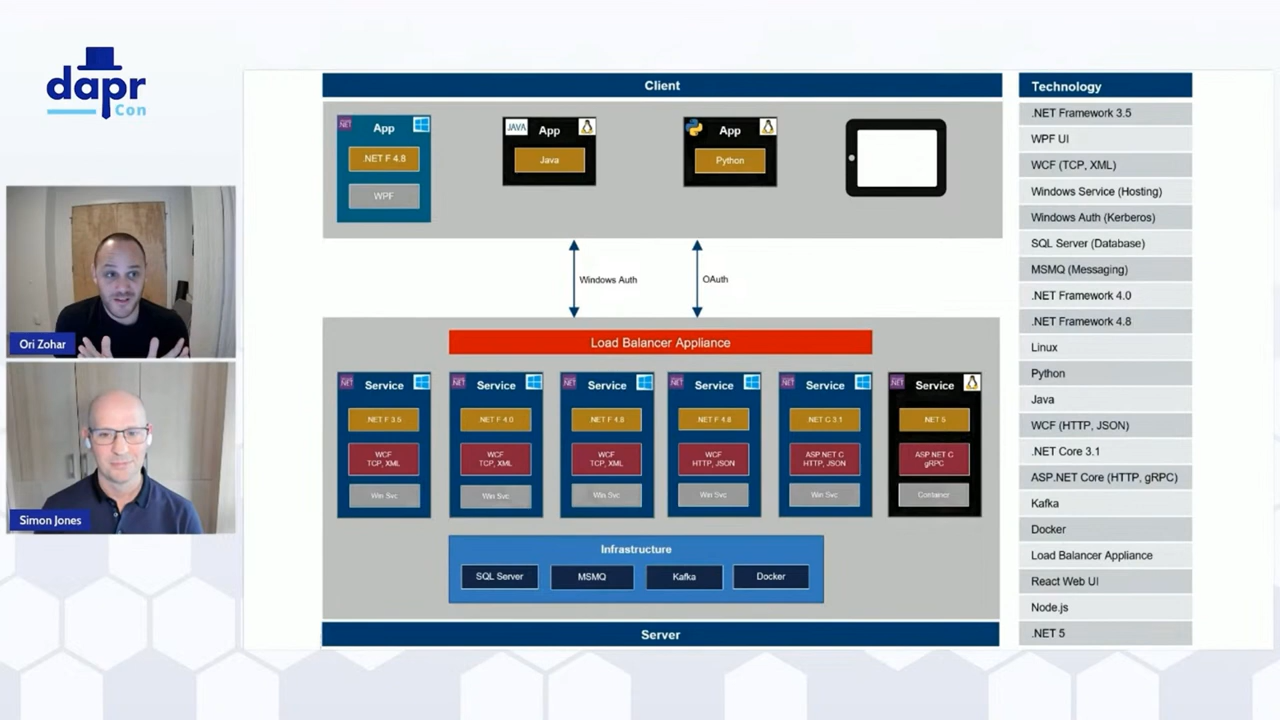 dapr
Con
Ori Zohar
Simon Jones
Client
.NET
App
.NET F 4.8
WPF
JAVA
App
Java
App
Python
Windows Auth
OAuth
Load Balancer Appliance
.NET
Service
.NET F 3.5
WCF
TCP, XML
Win Svc
.NET
Service
.NET F 4.0
WCF
TCP, XML
Win Svc
.NET
Service
.NET F 4.8
WCF
TCP, XML
Win Svc
.NET
Service
.NET F 4.8
WCF
HTTP, JSON
Win Svc
.NET
Service
.NET C 3.1
ASP.NET C
HTTP, JSON
Win Svc
.NET
Service
.NET 5
ASP.NET C
gRPC
Container
Infrastructure
SQL Server
MSMQ
Kafka
Docker
Server
Technology
.NET Framework 3.5
WPF UI
WCF (TCP, XML)
Windows Service (Hosting)
Windows Auth (Kerberos)
SQL Server (Database)
MSMQ (Messaging)
.NET Framework 4.0
.NET Framework 4.8
Linux
Python
Java
WCF (HTTP, JSON)
.NET Core 3.1
ASP.NET Core (HTTP, gRPC)
Kafka
Docker
Load Balancer Appliance
React Web UI
Node.js
.NET 5